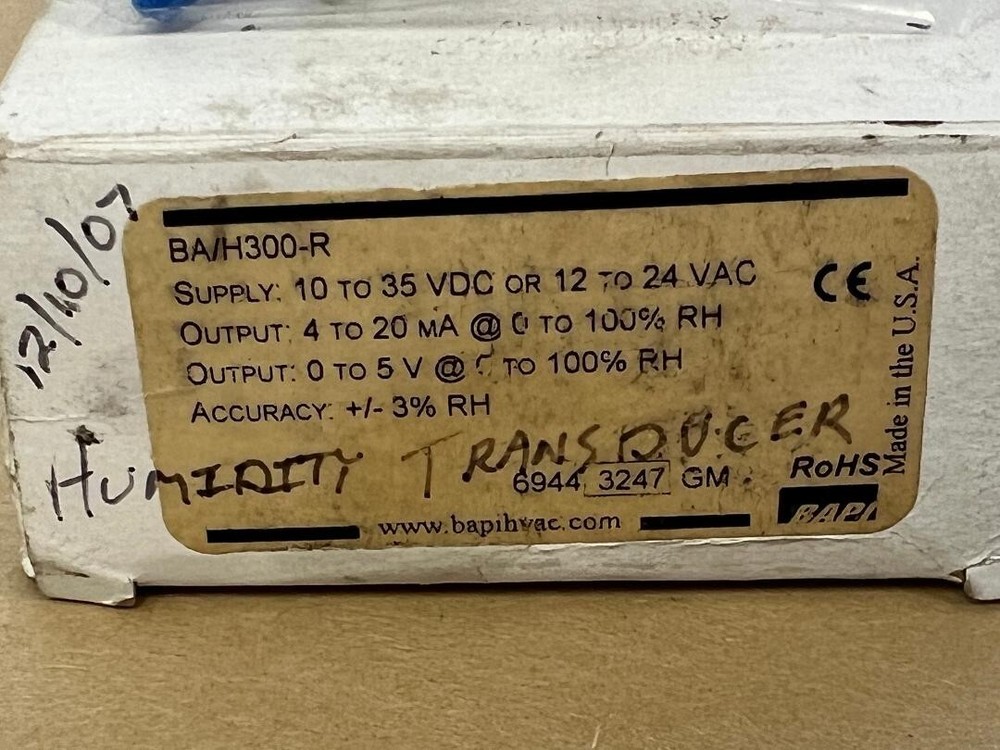 12/10/07
BA/H300-R
SUPPLY: 10 TO 35 VDC OR 12 TO 24 VAC
OUTPUT: 4 TO 20 MA @ 0 TO 100% RH
OUTPUT: 0 TO 5 V @ 0 TO 100% RH
ACCURACY: +/- 3% RH
CE
Made in the U.S.A.
HUMIDITY TRANSDUCER
6944 3247 GM
RoHS
BAPI
www.bapihvac.com